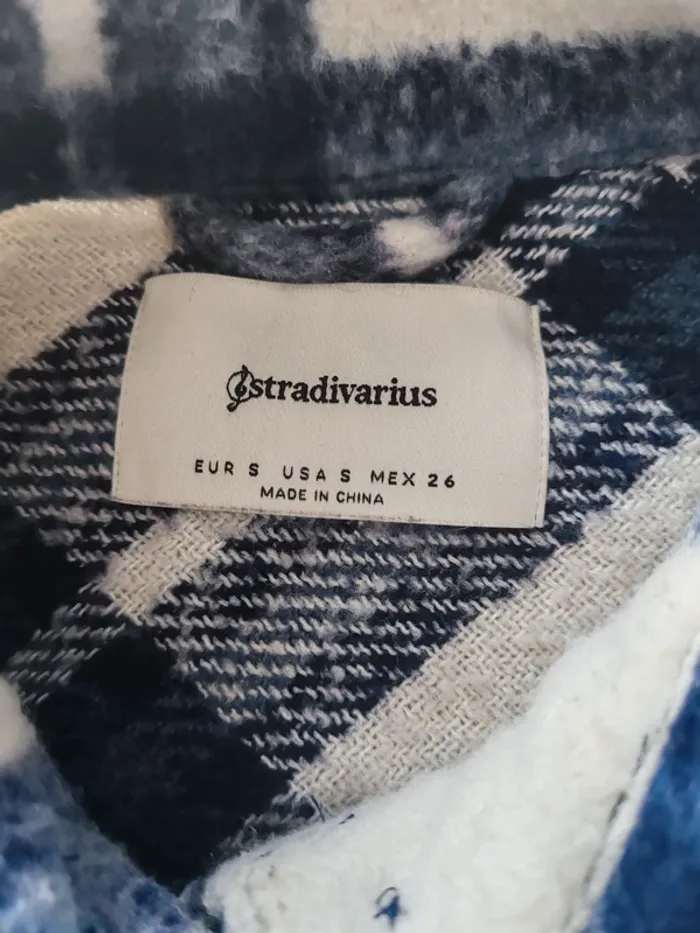 stradivarius
EUR S USA S MEX 26
MADE IN CHINA